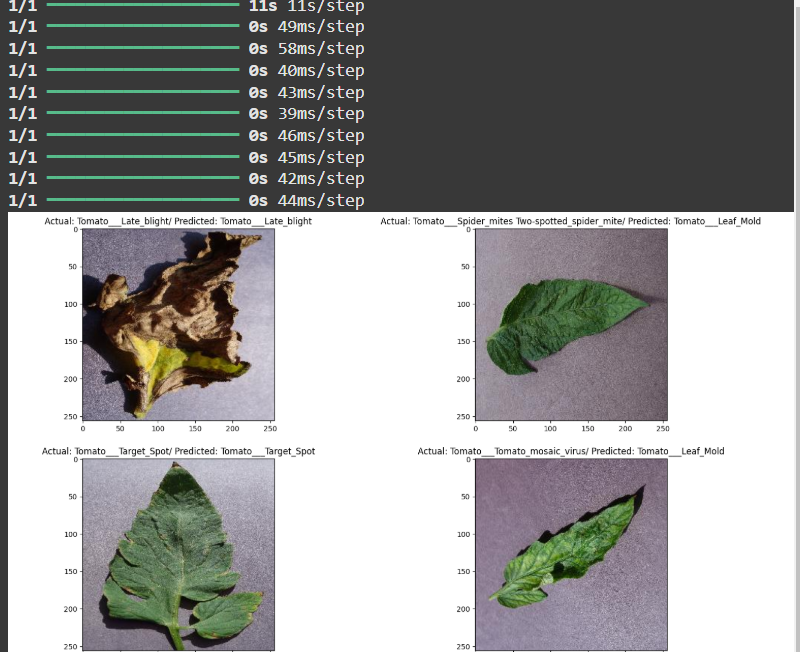 1/1 ━━━━━━━━━━━━━━━━━━━━ 11s 11s/step
1/1 ━━━━━━━━━━━━━━━━━━━━ 0s 49ms/step
1/1 ━━━━━━━━━━━━━━━━━━━━ 0s 58ms/step
1/1 ━━━━━━━━━━━━━━━━━━━━ 0s 40ms/step
1/1 ━━━━━━━━━━━━━━━━━━━━ 0s 43ms/step
1/1 ━━━━━━━━━━━━━━━━━━━━ 0s 39ms/step
1/1 ━━━━━━━━━━━━━━━━━━━━ 0s 46ms/step
1/1 ━━━━━━━━━━━━━━━━━━━━ 0s 45ms/step
1/1 ━━━━━━━━━━━━━━━━━━━━ 0s 42ms/step
1/1 ━━━━━━━━━━━━━━━━━━━━ 0s 44ms/step
Actual: Tomato___Late_blight/ Predicted: Tomato___Late_blight
0
50
100
150
200
250
0 50 100 150 200 250
Actual: Tomato___Spider_mites Two-spotted_spider_mite/ Predicted: Tomato___Leaf_Mold
0
50
100
150
200
250
0 50 100 150 200 250
Actual: Tomato___Target_Spot/ Predicted: Tomato___Target_Spot
0
50
100
150
200
250
Actual: Tomato___Tomato_mosaic_virus/ Predicted: Tomato___Leaf_Mold
0
50
100
150
200
250